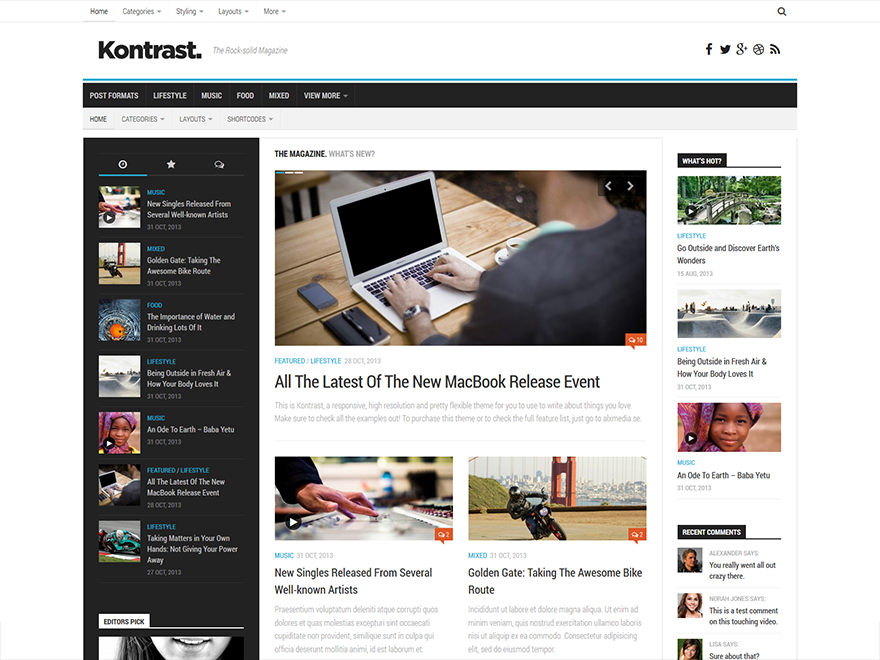 Home Categories Styling Layouts More
Kontrast. The Rock-solid Magazine
POST FORMATS LIFESTYLE MUSIC FOOD MIXED VIEW MORE
HOME CATEGORIES LAYOUTS SHORTCODES
MUSIC
New Singles Released From
Several Well-known Artists
31 OCT, 2013
MIXED
Golden Gate: Taking The
Awesome Bike Route
31 OCT, 2013
FOOD
The Importance of Water and
Drinking Lots Of It
31 OCT, 2013
LIFESTYLE
Being Outside in Fresh Air &
How Your Body Loves It
31 OCT, 2013
MUSIC
An Ode To Earth – Baba Yetu
31 OCT, 2013
FEATURED / LIFESTYLE
All The Latest Of The New
MacBook Release Event
28 OCT, 2013
LIFESTYLE
Taking Matters in Your Own
Hands: Not Giving Your Power
Away
27 OCT, 2013
EDITORS PICK
THE MAGAZINE. WHAT'S NEW?
10
FEATURED / LIFESTYLE 28 OCT, 2013
All The Latest Of The New MacBook Release Event
This is Kontrast, a responsive, high resolution and pretty flexible theme for you to use to write about things you love.
Make sure to check all the examples out! To purchase this theme or to check the full feature list, just go to alxmedia.se.
2
MUSIC 31 OCT, 2013
New Singles Released From Several
Well-known Artists
Praesentium voluptatum deleniti atque corrupti quos
dolores et quas molestias excepturi sint occaecati
cupiditate non provident, similique sunt in culpa qui
officia deserunt mollitia animi, id est laborum et.
2
MIXED 31 OCT, 2013
Golden Gate: Taking The Awesome Bike
Route
Incididunt ut labore et dolore magna aliqua. Ut enim ad
minim veniam, quis nostrud exercitation ullamco laboris
nisi ut aliquip ex ea commodo. Consectetur adipisicing
elit, sed do eiusmod tempor.
WHAT'S HOT?
LIFESTYLE
Go Outside and Discover Earth's
Wonders
15 AUG, 2013
LIFESTYLE
Being Outside in Fresh Air &
How Your Body Loves It
31 OCT, 2013
MUSIC
An Ode To Earth – Baba Yetu
31 OCT, 2013
RECENT COMMENTS
ALEXANDER SAYS:
You really went all out
crazy there.
NORAH JONES SAYS:
This is a test comment
on this touching video.
LISA SAYS:
Sure about that?